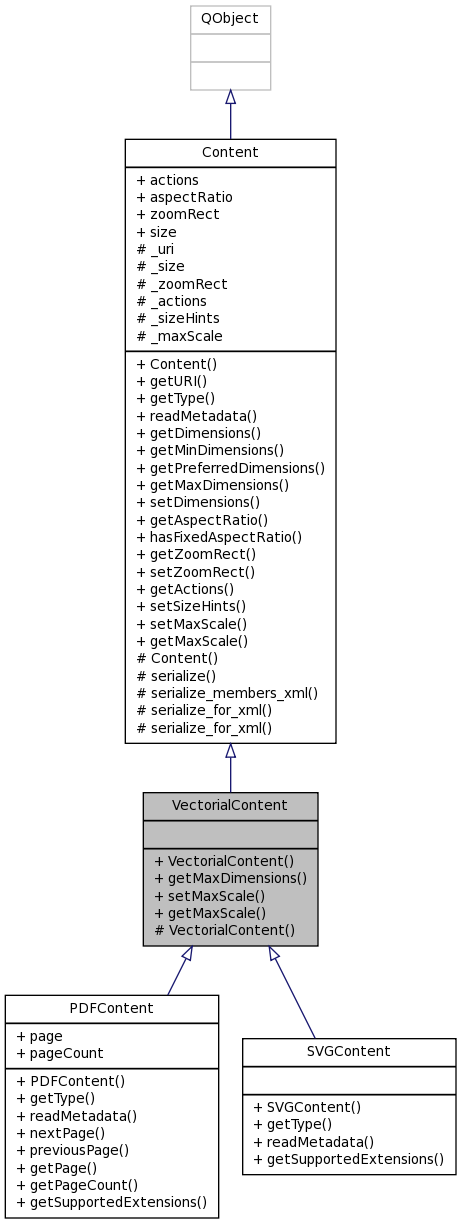 QObject
Content
+ actions
+ aspectRatio
+ zoomRect
+ size
# _uri
# _size
# _zoomRect
# _actions
# _sizeHints
# _maxScale
+ Content()
+ getURI()
+ getType()
+ readMetadata()
+ getDimensions()
+ getMinDimensions()
+ getPreferredDimensions()
+ getMaxDimensions()
+ setDimensions()
+ getAspectRatio()
+ hasFixedAspectRatio()
+ getZoomRect()
+ setZoomRect()
+ getActions()
+ setSizeHints()
+ setMaxScale()
+ getMaxScale()
# Content()
# serialize()
# serialize_members_xml()
# serialize_for_xml()
# serialize_for_xml()
VectorialContent
+ VectorialContent()
+ getMaxDimensions()
+ setMaxScale()
+ getMaxScale()
# VectorialContent()
PDFContent
+ page
+ pageCount
+ PDFContent()
+ getType()
+ readMetadata()
+ nextPage()
+ previousPage()
+ getPage()
+ getPageCount()
+ getSupportedExtensions()
SVGContent
+ SVGContent()
+ getType()
+ readMetadata()
+ getSupportedExtensions()